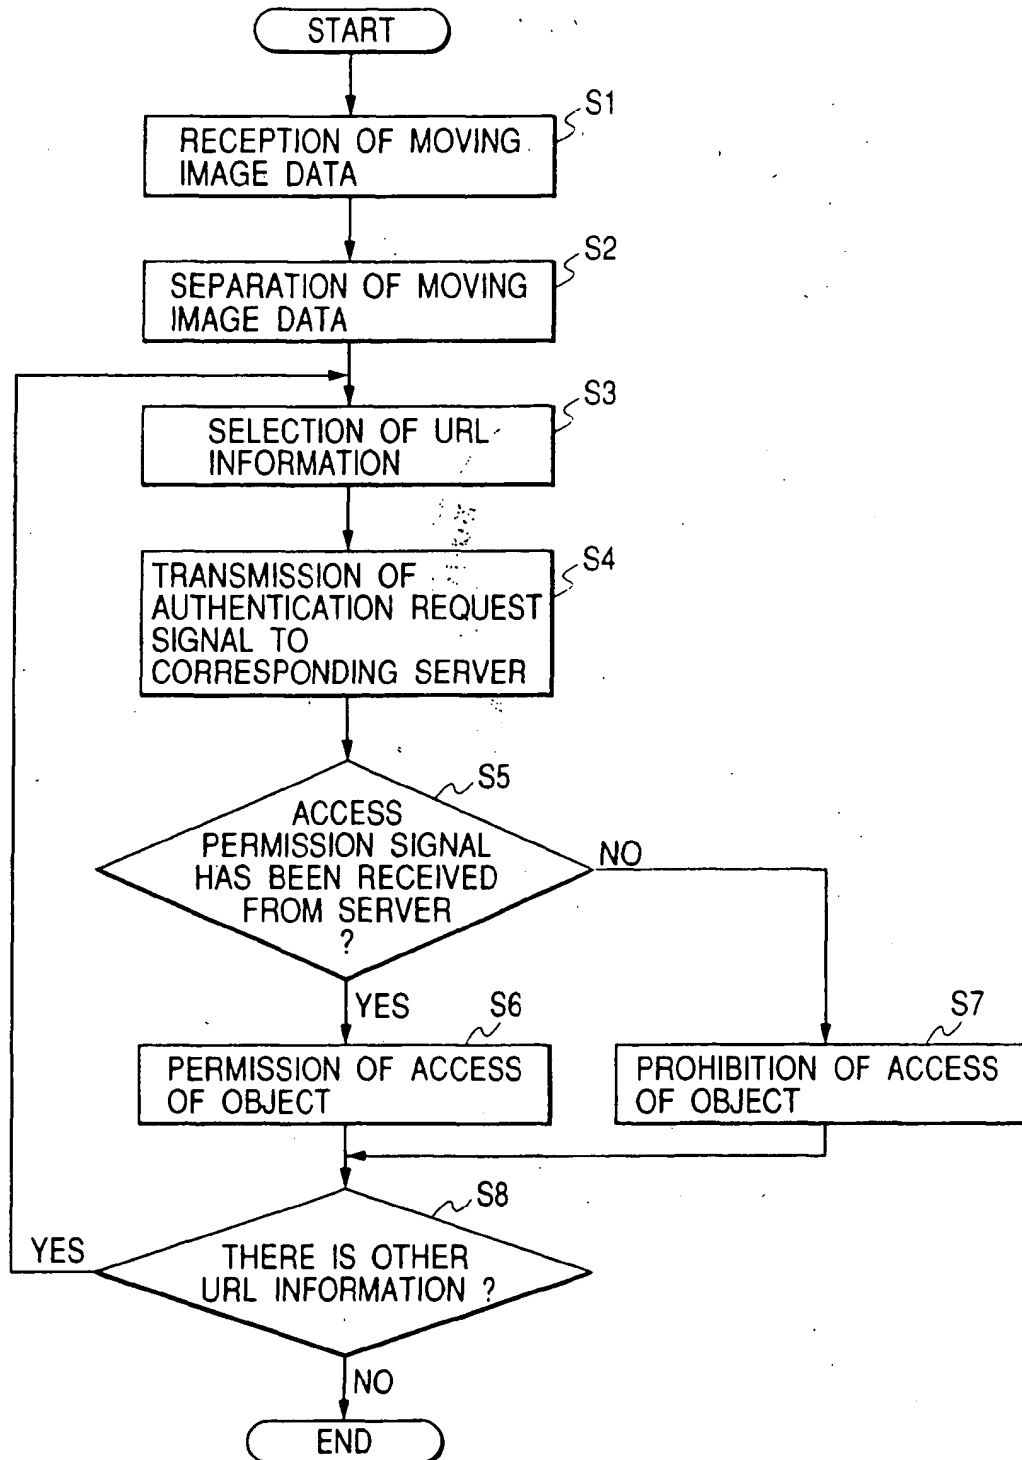 START
S1
RECEPTION OF MOVING
IMAGE DATA
S2
SEPARATION OF MOVING
IMAGE DATA
S3
SELECTION OF URL
INFORMATION
S4
TRANSMISSION OF
AUTHENTICATION REQUEST
SIGNAL TO
CORRESPONDING SERVER
S5
ACCESS
PERMISSION SIGNAL
HAS BEEN RECEIVED
FROM SERVER
?
NO
YES
S6
PERMISSION OF ACCESS
OF OBJECT
S7
PROHIBITION OF ACCESS
OF OBJECT
S8
THERE IS OTHER
URL INFORMATION ?
YES
NO
END